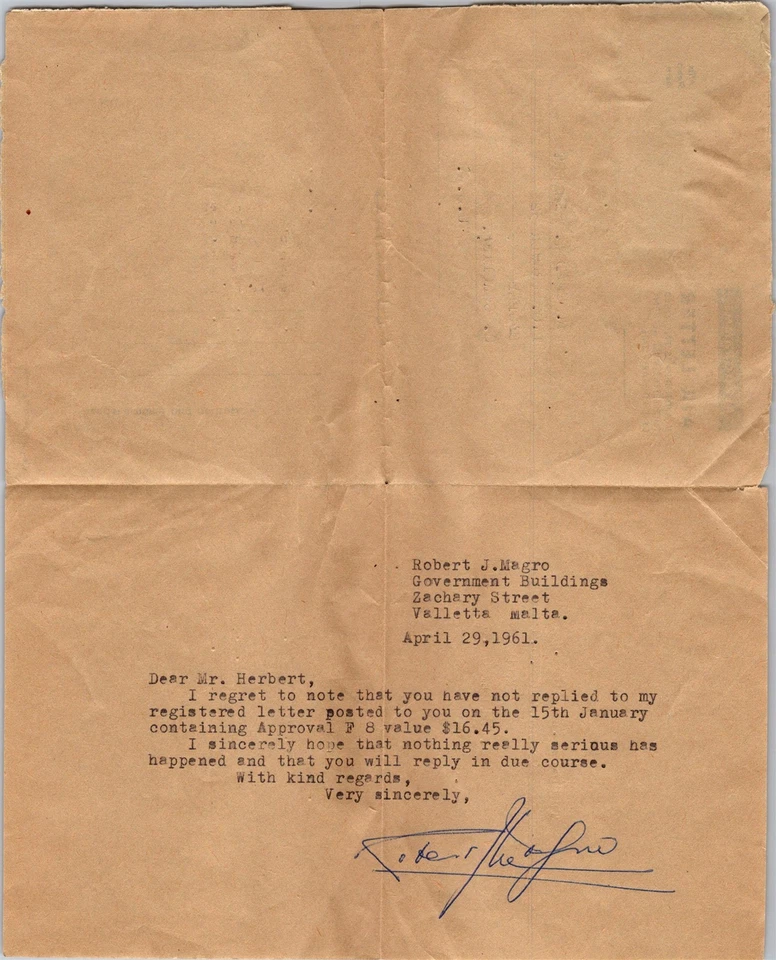 Robert J.Magro
Government Buildings
Zachary Street
Valletta Malta.
April 29,1961.
Dear Mr. Herbert,
I regret to note that you have not replied to my
registered letter posted to you on the 15th January
containing Approval F 8 value $16.45.
I sincerely hope that nothing really serious has
happened and that you will reply in due course.
With kind regards,
Very sincerely,
Robert J Magro